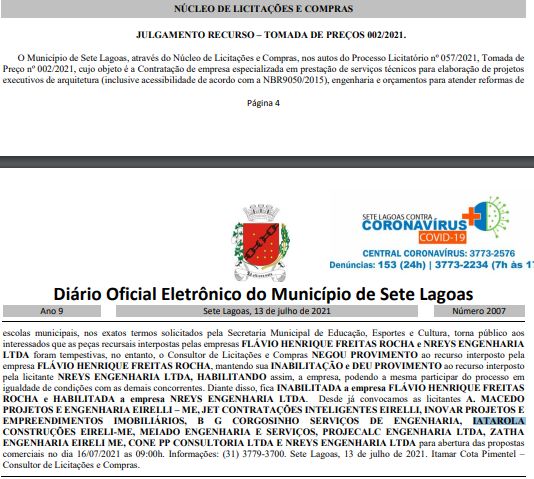 NÚCLEO DE LICITAÇÕES E COMPRAS
JULGAMENTO RECURSO – TOMADA DE PREÇOS 002/2021.
O Município de Sete Lagoas, através do Núcleo de Licitações e Compras, nos autos do Processo Licitatório nº 057/2021, Tomada de
Preço nº 002/2021, cujo objeto é a Contratação de empresa especializada em prestação de serviços técnicos para elaboração de projetos
executivos de arquitetura (inclusive acessibilidade de acordo com a NBR9050/2015), engenharia e orçamentos para atender reformas de
Página 4
SETE LAGOAS CONTRA
CORONAVÍRUS
COVID-19
CENTRAL CORONAVÍRUS: 3773-2576
Denúncias: 153 (24h) | 3773-2234 (7h às 17
Diário Oficial Eletrônico do Município de Sete Lagoas
Ano 9 Sete Lagoas, 13 de julho de 2021 Número 2007
escolas municipais, nos exatos termos solicitados pela Secretaria Municipal de Educação, Esportes e Cultura, torna público aos
interessados que as peças recursais interpostas pelas empresas FLÁVIO HENRIQUE FREITAS ROCHA e NREYS ENGENHARIA
LTDA foram tempestivas, no entanto, o Consultor de Licitações e Compras NEGOU PROVIMENTO ao recurso interposto pela
empresa FLÁVIO HENRIQUE FREITAS ROCHA, mantendo sua INABILITAÇÃO e DEU PROVIMENTO ao recurso interposto
pela licitante NREYS ENGENHARIA LTDA, HABILITANDO assim, a empresa, podendo a mesma participar do processo em
igualdade de condições com as demais concorrentes. Diante disso, foi INABILITADA a empresa FLÁVIO HENRIQUE FREITAS
ROCHA e HABILITADA a empresa NREYS ENGENHARIA LTDA. Desde já convocamos as licitantes A. MACEDO
PROJETOS E ENGENHARIA EIRELLI – ME, JET CONTRATAÇÕES INTELIGENTES EIRELLI, INOVAR PROJETOS E
EMPREENDIMENTOS IMOBILIÁRIOS, B G CORGOSINHO SERVIÇOS DE ENGENHARIA, IATAROLA
CONSTRUÇÕES EIRELI-ME, MEIADO ENGENHARIA E SERVIÇOS, PROJECALC ENGENHARIA LTDA, ZATHA
ENGENHARIA EIRELI ME, CONE PP CONSULTORIA LTDA E NREYS ENGENHARIA LTDA para abertura das propostas
comerciais no dia 16/07/2021 as 09:00h. Informações: (31) 3779-3700. Sete Lagoas, 13 de julho de 2021. Itamar Cota Pimentel –
Consultor de Licitações e Compras.